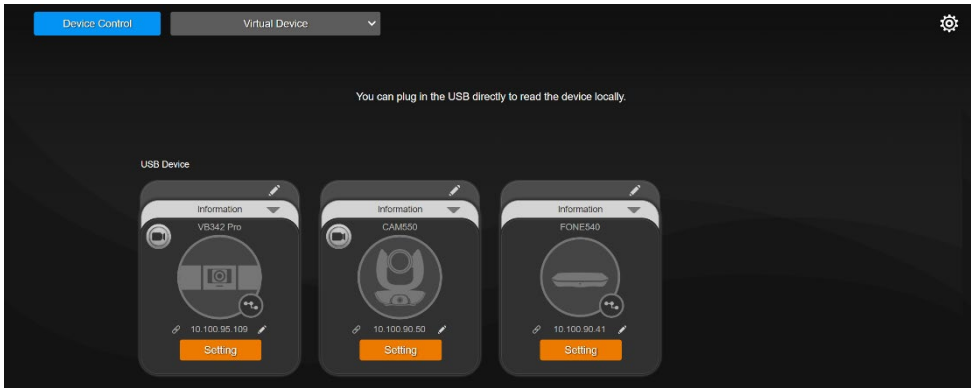 Device Control
Virtual Device
You can plug in the USB directly to read the device locally.
USB Device
Information
VB342 Pro
10.100.95.109
Setting
Information
CAM550
10.100.90.50
Setting
Information
FONE540
10.100.90.41
Setting